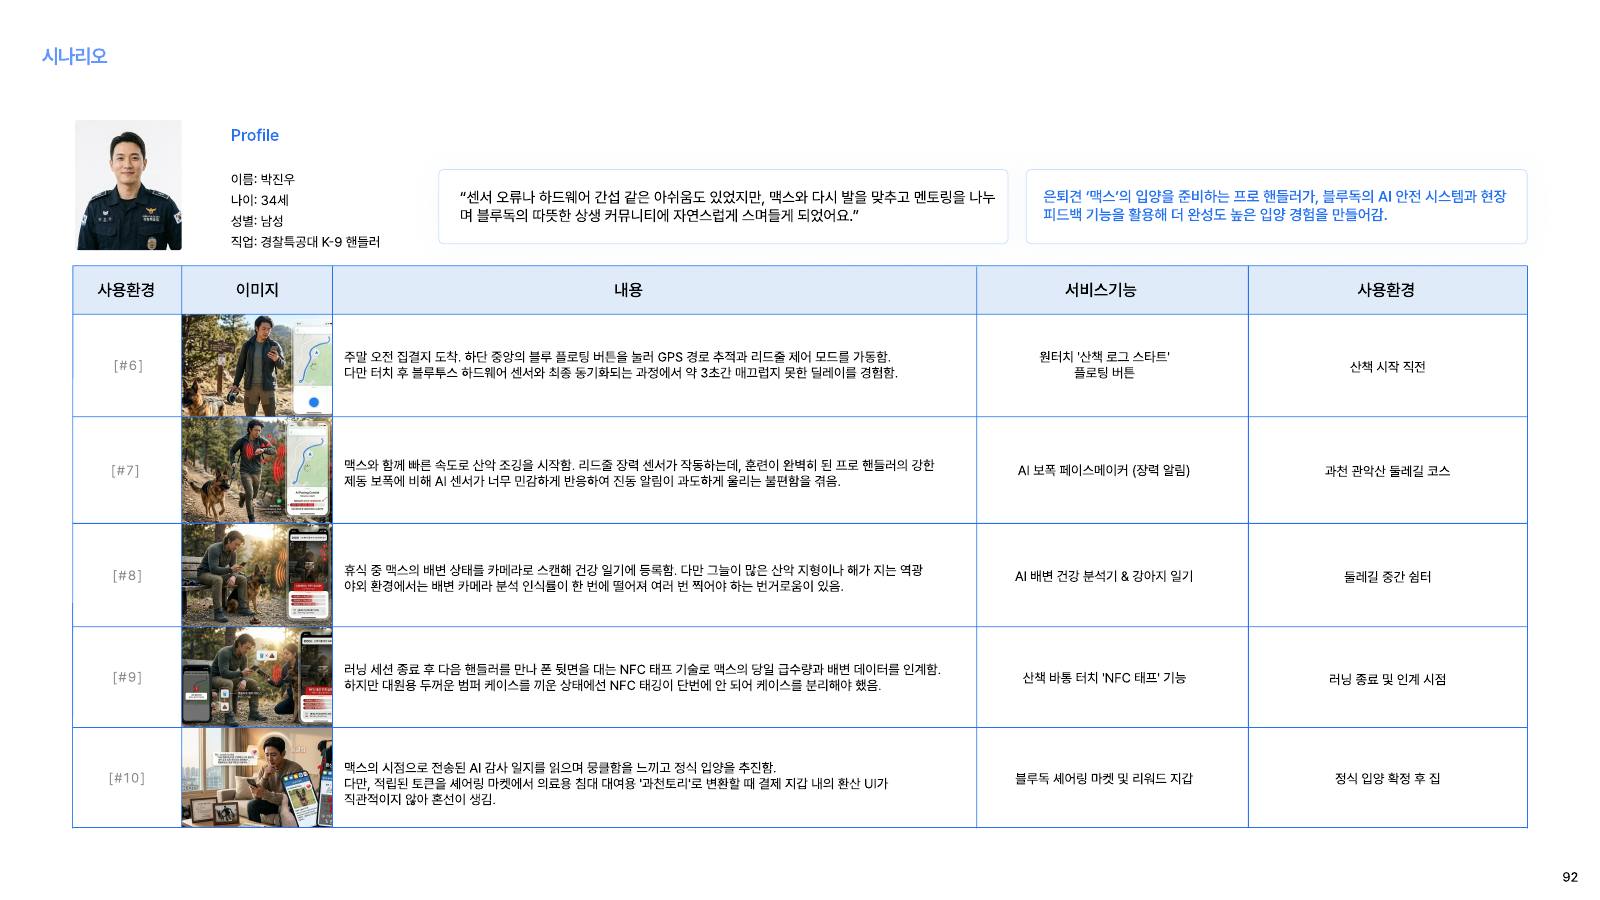 시나리오
Profile
이름: 박진우
나이: 34세
성별: 남성
직업: 경찰특공대 K-9 핸들러
“센서 오류나 하드웨어 간섭 같은 아쉬움도 있었지만, 맥스와 다시 발을 맞추고 멘토링을 나누
며 블루독의 따뜻한 상생 커뮤니티에 자연스럽게 스며들게 되었어요.”
은퇴견 ‘맥스’의 입양을 준비하는 프로 핸들러가, 블루독의 AI 안전 시스템과 현장
피드백 기능을 활용해 더 완성도 높은 입양 경험을 만들어감.
사용환경
이미지
내용
서비스기능
사용환경
[#6]
주말 오전 집결지 도착. 하단 중앙의 블루 플로팅 버튼을 눌러 GPS 경로 추적과 리드줄 제어 모드를 가동함.
다만 터치 후 블루투스 하드웨어 센서와 최종 동기화되는 과정에서 약 3초간 매끄럽지 못한 딜레이를 경험함.
원터치 '산책 로그 스타트'
플로팅 버튼
산책 시작 직전
[#7]
맥스와 함께 빠른 속도로 산악 조깅을 시작함. 리드줄 장력 센서가 작동하는데, 훈련이 완벽히 된 프로 핸들러의 강한
제동 보폭에 비해 AI 센서가 너무 민감하게 반응하여 진동 알림이 과도하게 울리는 불편함을 겪음.
AI 보폭 페이스메이커 (장력 알림)
과천 관악산 둘레길 코스
[#8]
휴식 중 맥스의 배변 상태를 카메라로 스캔해 건강 일기에 등록함. 다만 그늘이 많은 산악 지형이나 해가 지는 역광
야외 환경에서는 배변 카메라 분석 인식률이 한 번에 떨어져 여러 번 찍어야 하는 번거로움이 있음.
AI 배변 건강 분석기 & 강아지 일기
둘레길 중간 쉼터
[#9]
러닝 세션 종료 후 다음 핸들러를 만나 폰 뒷면을 대는 NFC 태프 기술로 맥스의 당일 급수량과 배변 데이터를 인계함.
하지만 대원용 두꺼운 범퍼 케이스를 끼운 상태에선 NFC 태깅이 단번에 안 되어 케이스를 분리해야 했음.
산책 바통 터치 'NFC 태프' 기능
러닝 종료 및 인계 시점
[#10]
맥스의 시점으로 전송된 AI 감사 일지를 읽으며 뭉클함을 느끼고 정식 입양을 추진함.
다만, 적립된 토큰을 셰어링 마켓에서 의료용 침대 대여용 '과천토리'로 변환할 때 결제 지갑 내의 환산 UI가
직관적이지 않아 혼선이 생김.
블루독 셰어링 마켓 및 리워드 지갑
정식 입양 확정 후 집
92